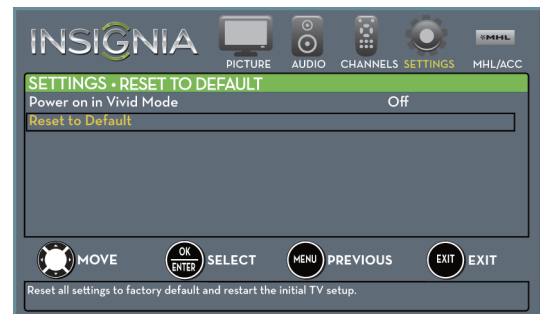 INSIGNIA
PICTURE AUDIO CHANNELS SETTINGS MHL/ACC
MHL
SETTINGS • RESET TO DEFAULT
Power on in Vivid Mode Off
Reset to Default
MOVE OK ENTER SELECT MENU PREVIOUS EXIT EXIT
Reset all settings to factory default and restart the initial TV setup.